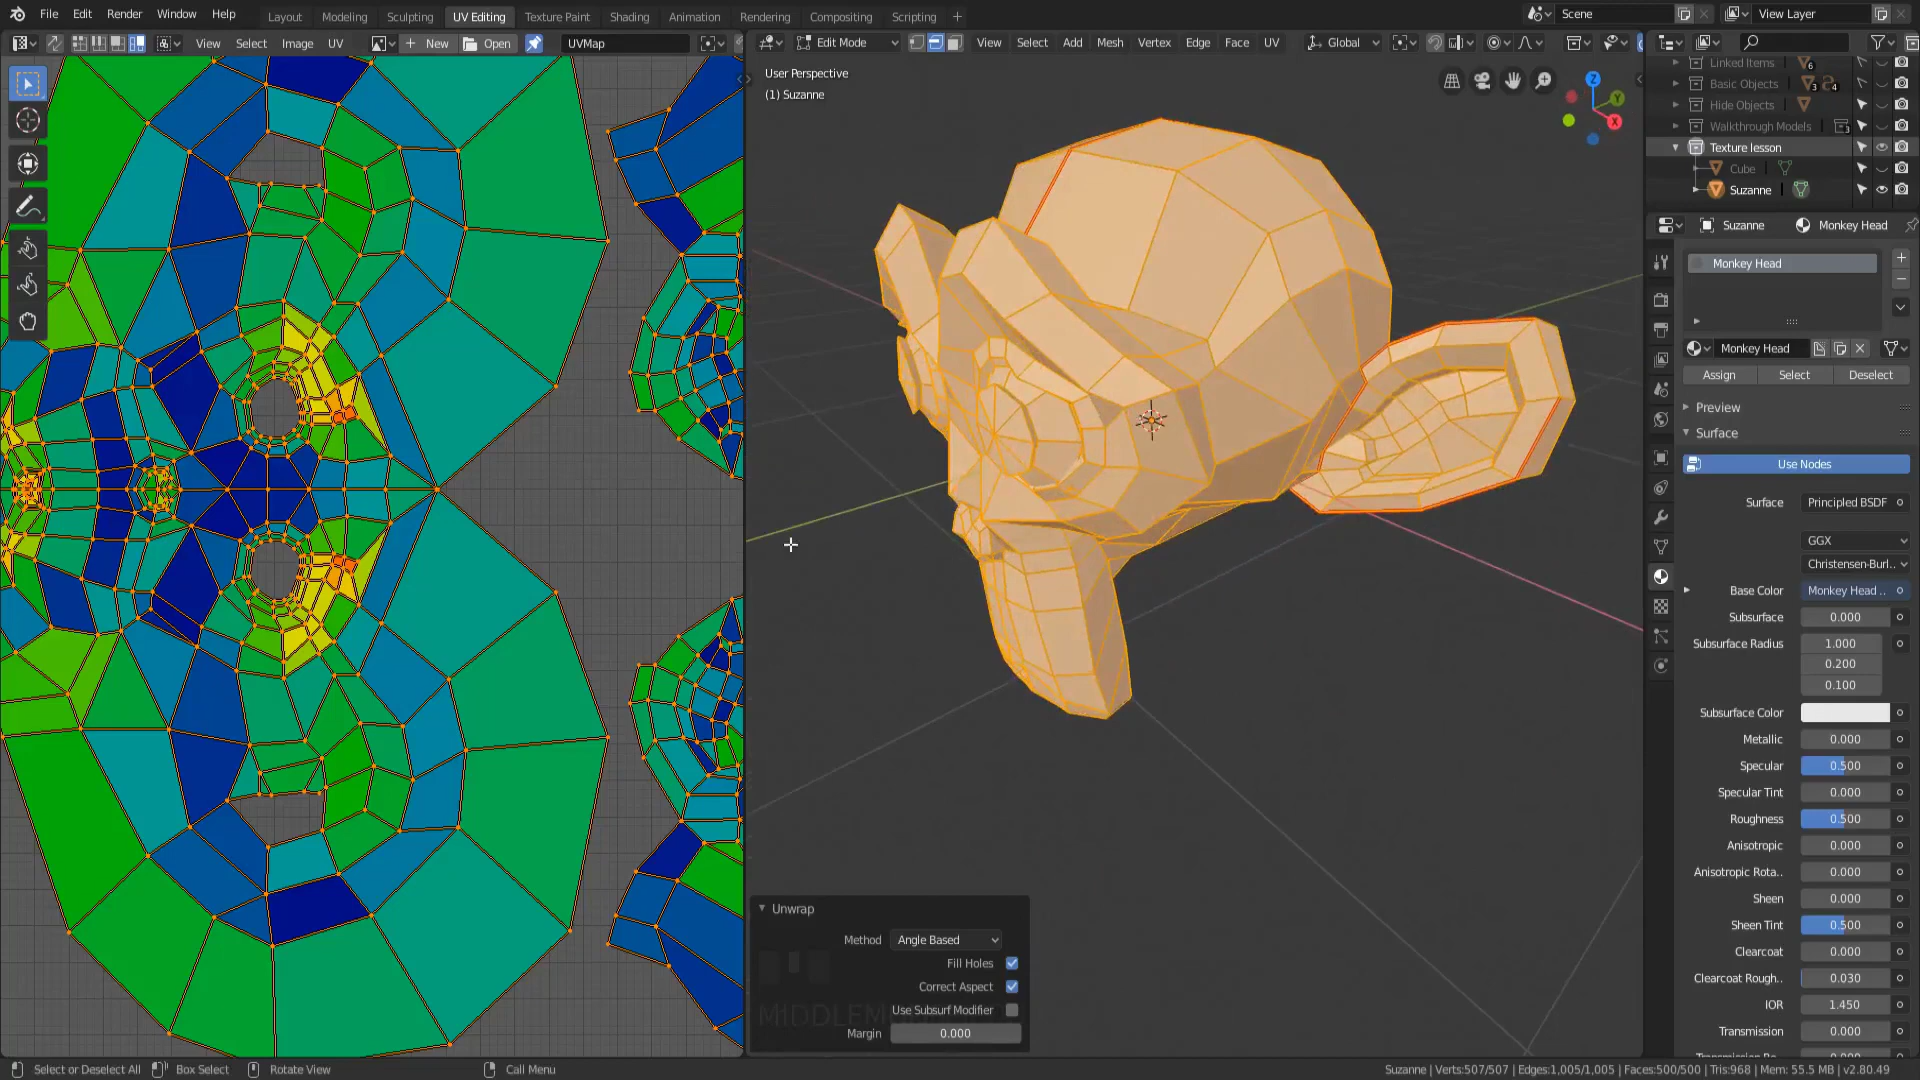 File Edit Render Window Help Layout Modeling Sculpting UV Editing Texture Paint Shading Animation Rendering Compositing Scripting + Scene View Layer
View Select Image UV New Open UVMap
Edit Mode View Select Add Mesh Vertex Edge Face UV Global
User Perspective
(1) Suzanne
Z
Y
X
Linked Items 6
Basic Objects 3 4
Hide Objects
Walkthrough Models
Texture lesson
Cube
Suzanne
Suzanne Monkey Head
Monkey Head
Monkey Head
Assign Select Deselect
Preview
Surface
Use Nodes
Surface Principled BSDF
GGX
Christensen-Burl..
Base Color Monkey Head ..
Subsurface 0.000
Subsurface Radius 1.000
0.200
0.100
Subsurface Color
Metallic 0.000
Specular 0.500
Specular Tint 0.000
Roughness 0.500
Anisotropic 0.000
Anisotropic Rota.. 0.000
Sheen 0.000
Sheen Tint 0.500
Clearcoat 0.000
Clearcoat Rough.. 0.030
IOR 1.450
Transmission 0.000
Unwrap
Method Angle Based
Fill Holes
Correct Aspect
Use Subsurf Modifier
Margin 0.000
Select or Deselect All Box Select Rotate View Call Menu
Suzanne | Verts:507/507 | Edges:1,005/1,005 | Faces:500/500 | Tris:968 | Mem: 55.5 MB | v2.80.49